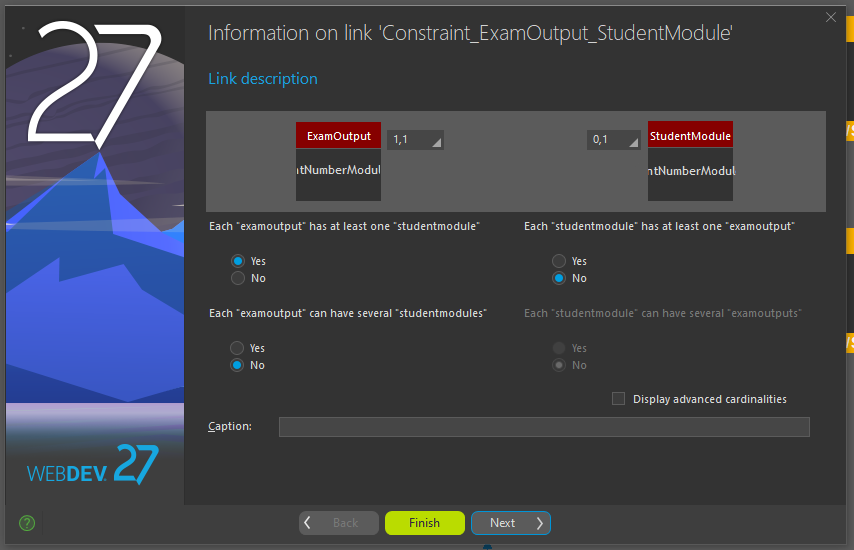 27
Information on link 'Constraint_ExamOutput_StudentModule'
Link description
ExamOutput
1,1
0,1
StudentModule
ntNumberModul
ntNumberModul
Each "examoutput" has at least one "studentmodule"
Each "studentmodule" has at least one "examoutput"
Yes
No
Yes
No
Each "examoutput" can have several "studentmodules"
Each "studentmodule" can have several "examoutputs"
Yes
No
Yes
No
Display advanced cardinalities
Caption:
WEBDEV. 27
?
Back
Finish
Next